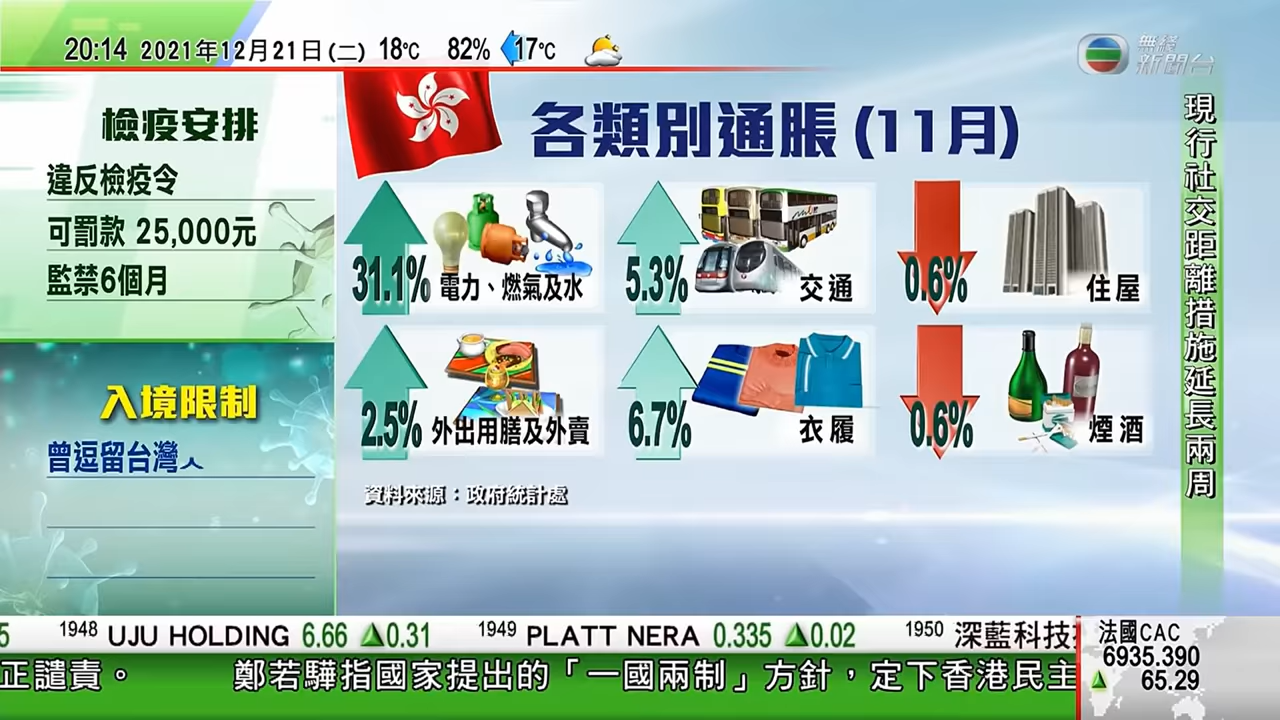 20:14 2021年12月21日(二) 18℃ 82% 17℃
無綫新聞台
檢疫安排
違反檢疫令
可罰款 25,000元
監禁6個月
入境限制
曾逗留台灣人
各類別通脹(11月)
31.1% 電力、燃氣及水
5.3% 交通
0.6% 住屋
2.5% 外出用膳及外賣
6.7% 衣履
0.6% 煙酒
資料來源：政府統計處
現行社交距離措施延長兩周
5 1948 UJU HOLDING 6.66 ▲0.31 1949 PLATT NERA 0.335 ▲0.02 1950 深藍科技
正譴責。 鄭若驊指國家提出的「一國兩制」方針，定下香港民主
法國CAC
6935.390
▲ 65.29